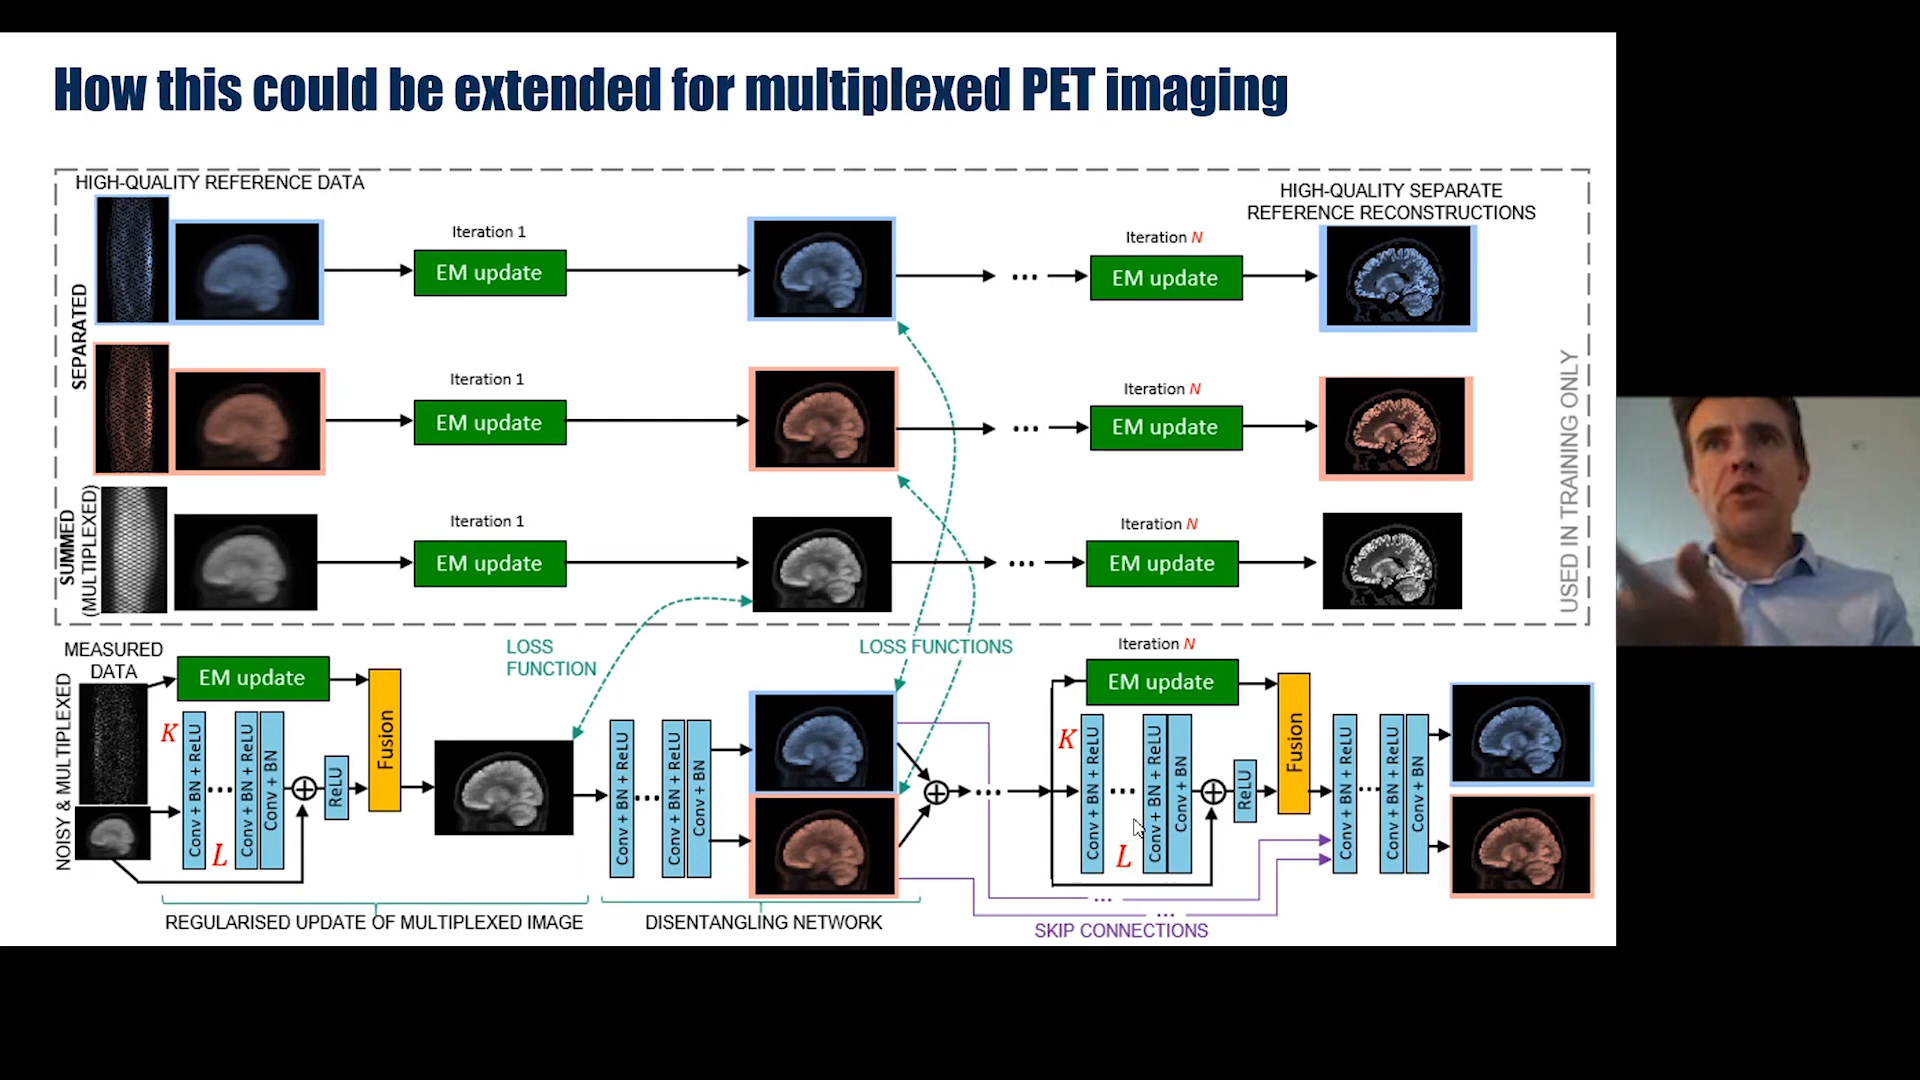 How this could be extended for multiplexed PET imaging
HIGH-QUALITY REFERENCE DATA
HIGH-QUALITY SEPARATE
REFERENCE RECONSTRUCTIONS
SEPARATED
Iteration 1
EM update
Iteration N
EM update
Iteration 1
EM update
Iteration N
EM update
SUMMED
(MULTIPLEXED)
Iteration 1
EM update
Iteration N
EM update
USED IN TRAINING ONLY
LOSS
FUNCTION
LOSS FUNCTIONS
MEASURED
DATA
NOISY & MULTIPLEXED
EM update
K
Conv + BN + ReLU
...
L
Conv + BN + ReLU
Conv + BN
ReLU
Fusion
Conv + BN + ReLU
...
Conv + BN + ReLU
Conv + BN
...
Iteration N
EM update
K
Conv + BN + ReLU
...
L
Conv + BN + ReLU
Conv + BN
ReLU
Fusion
Conv + BN + ReLU
...
Conv + BN + ReLU
Conv + BN
REGULARISED UPDATE OF MULTIPLEXED IMAGE
DISENTANGLING NETWORK
SKIP CONNECTIONS